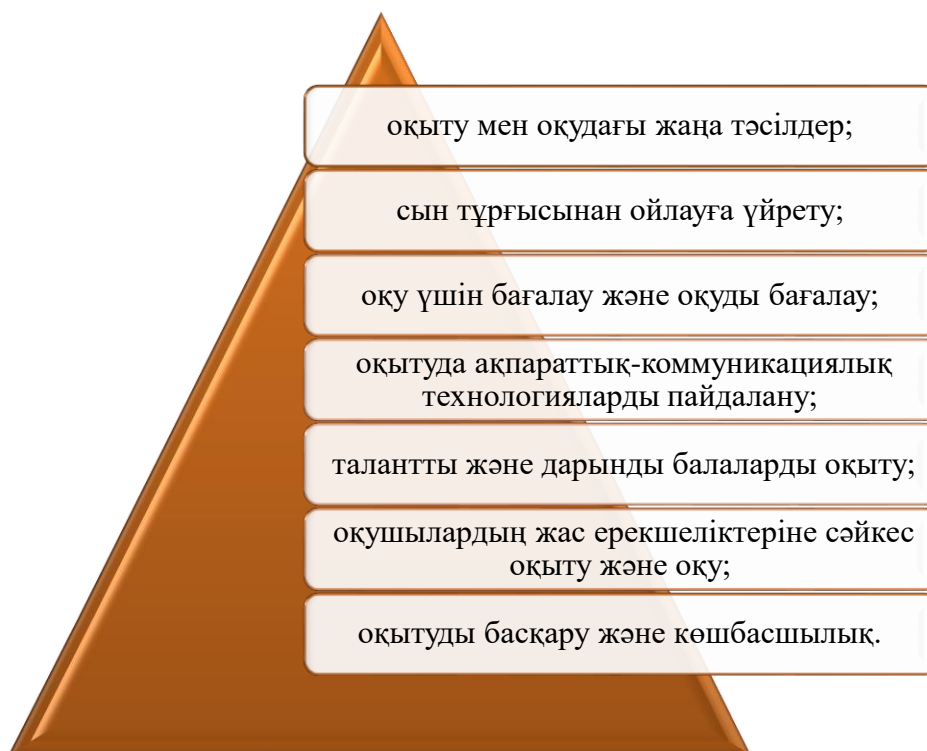 оқыту мен оқудағы жаңа тәсілдер;
сын тұрғысынан ойлауға үйрету;
оқу үшін бағалау және оқуды бағалау;
оқытуда ақпараттық-коммуникациялық
технологияларды пайдалану;
талантты және дарынды балаларды оқыту;
оқушылардың жас ерекшеліктеріне сәйкес
оқыту және оқу;
оқытуды басқару және көшбасшылық.